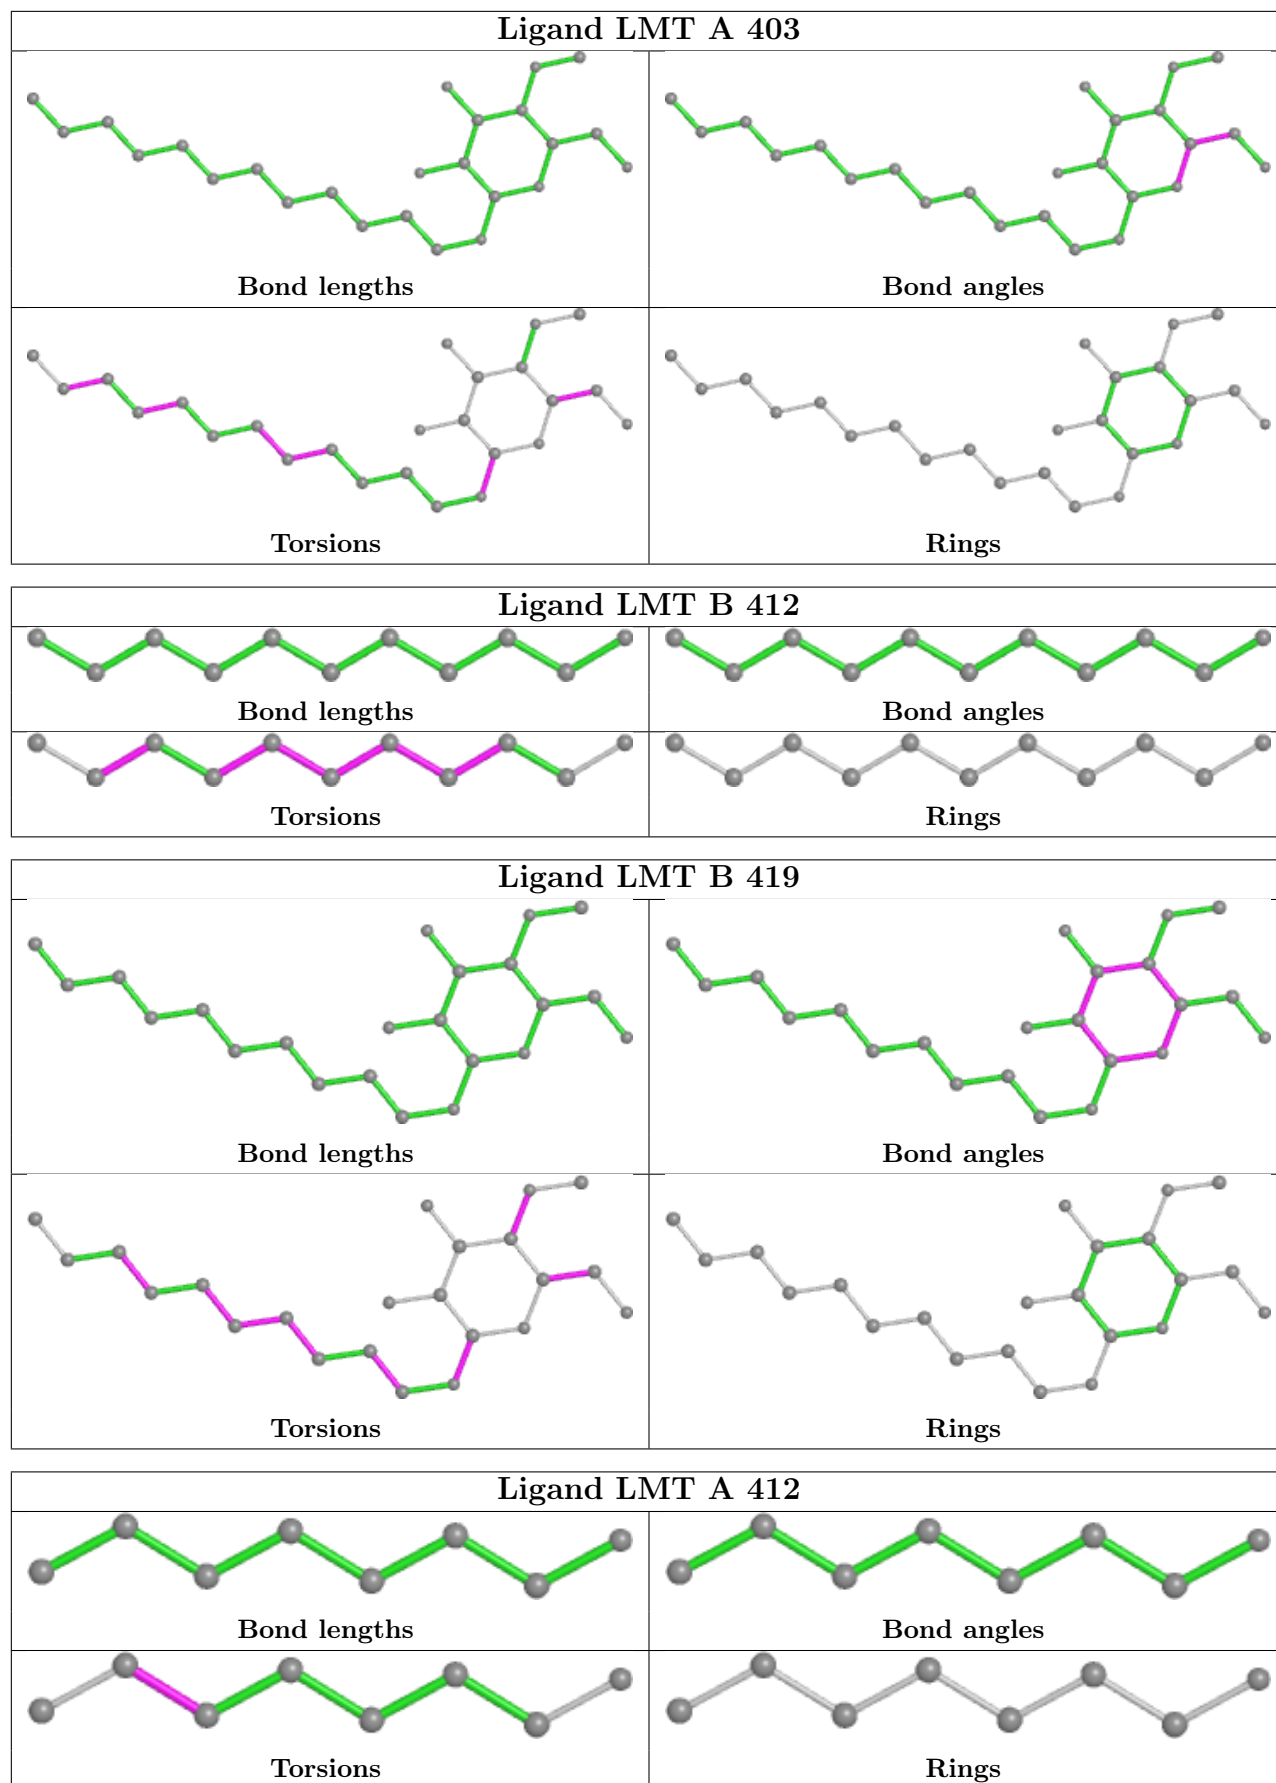 Ligand LMT A 403
Bond lengths
Bond angles
Torsions
Rings
Ligand LMT B 412
Bond lengths
Bond angles
Torsions
Rings
Ligand LMT B 419
Bond lengths
Bond angles
Torsions
Rings
Ligand LMT A 412
Bond lengths
Bond angles
Torsions
Rings